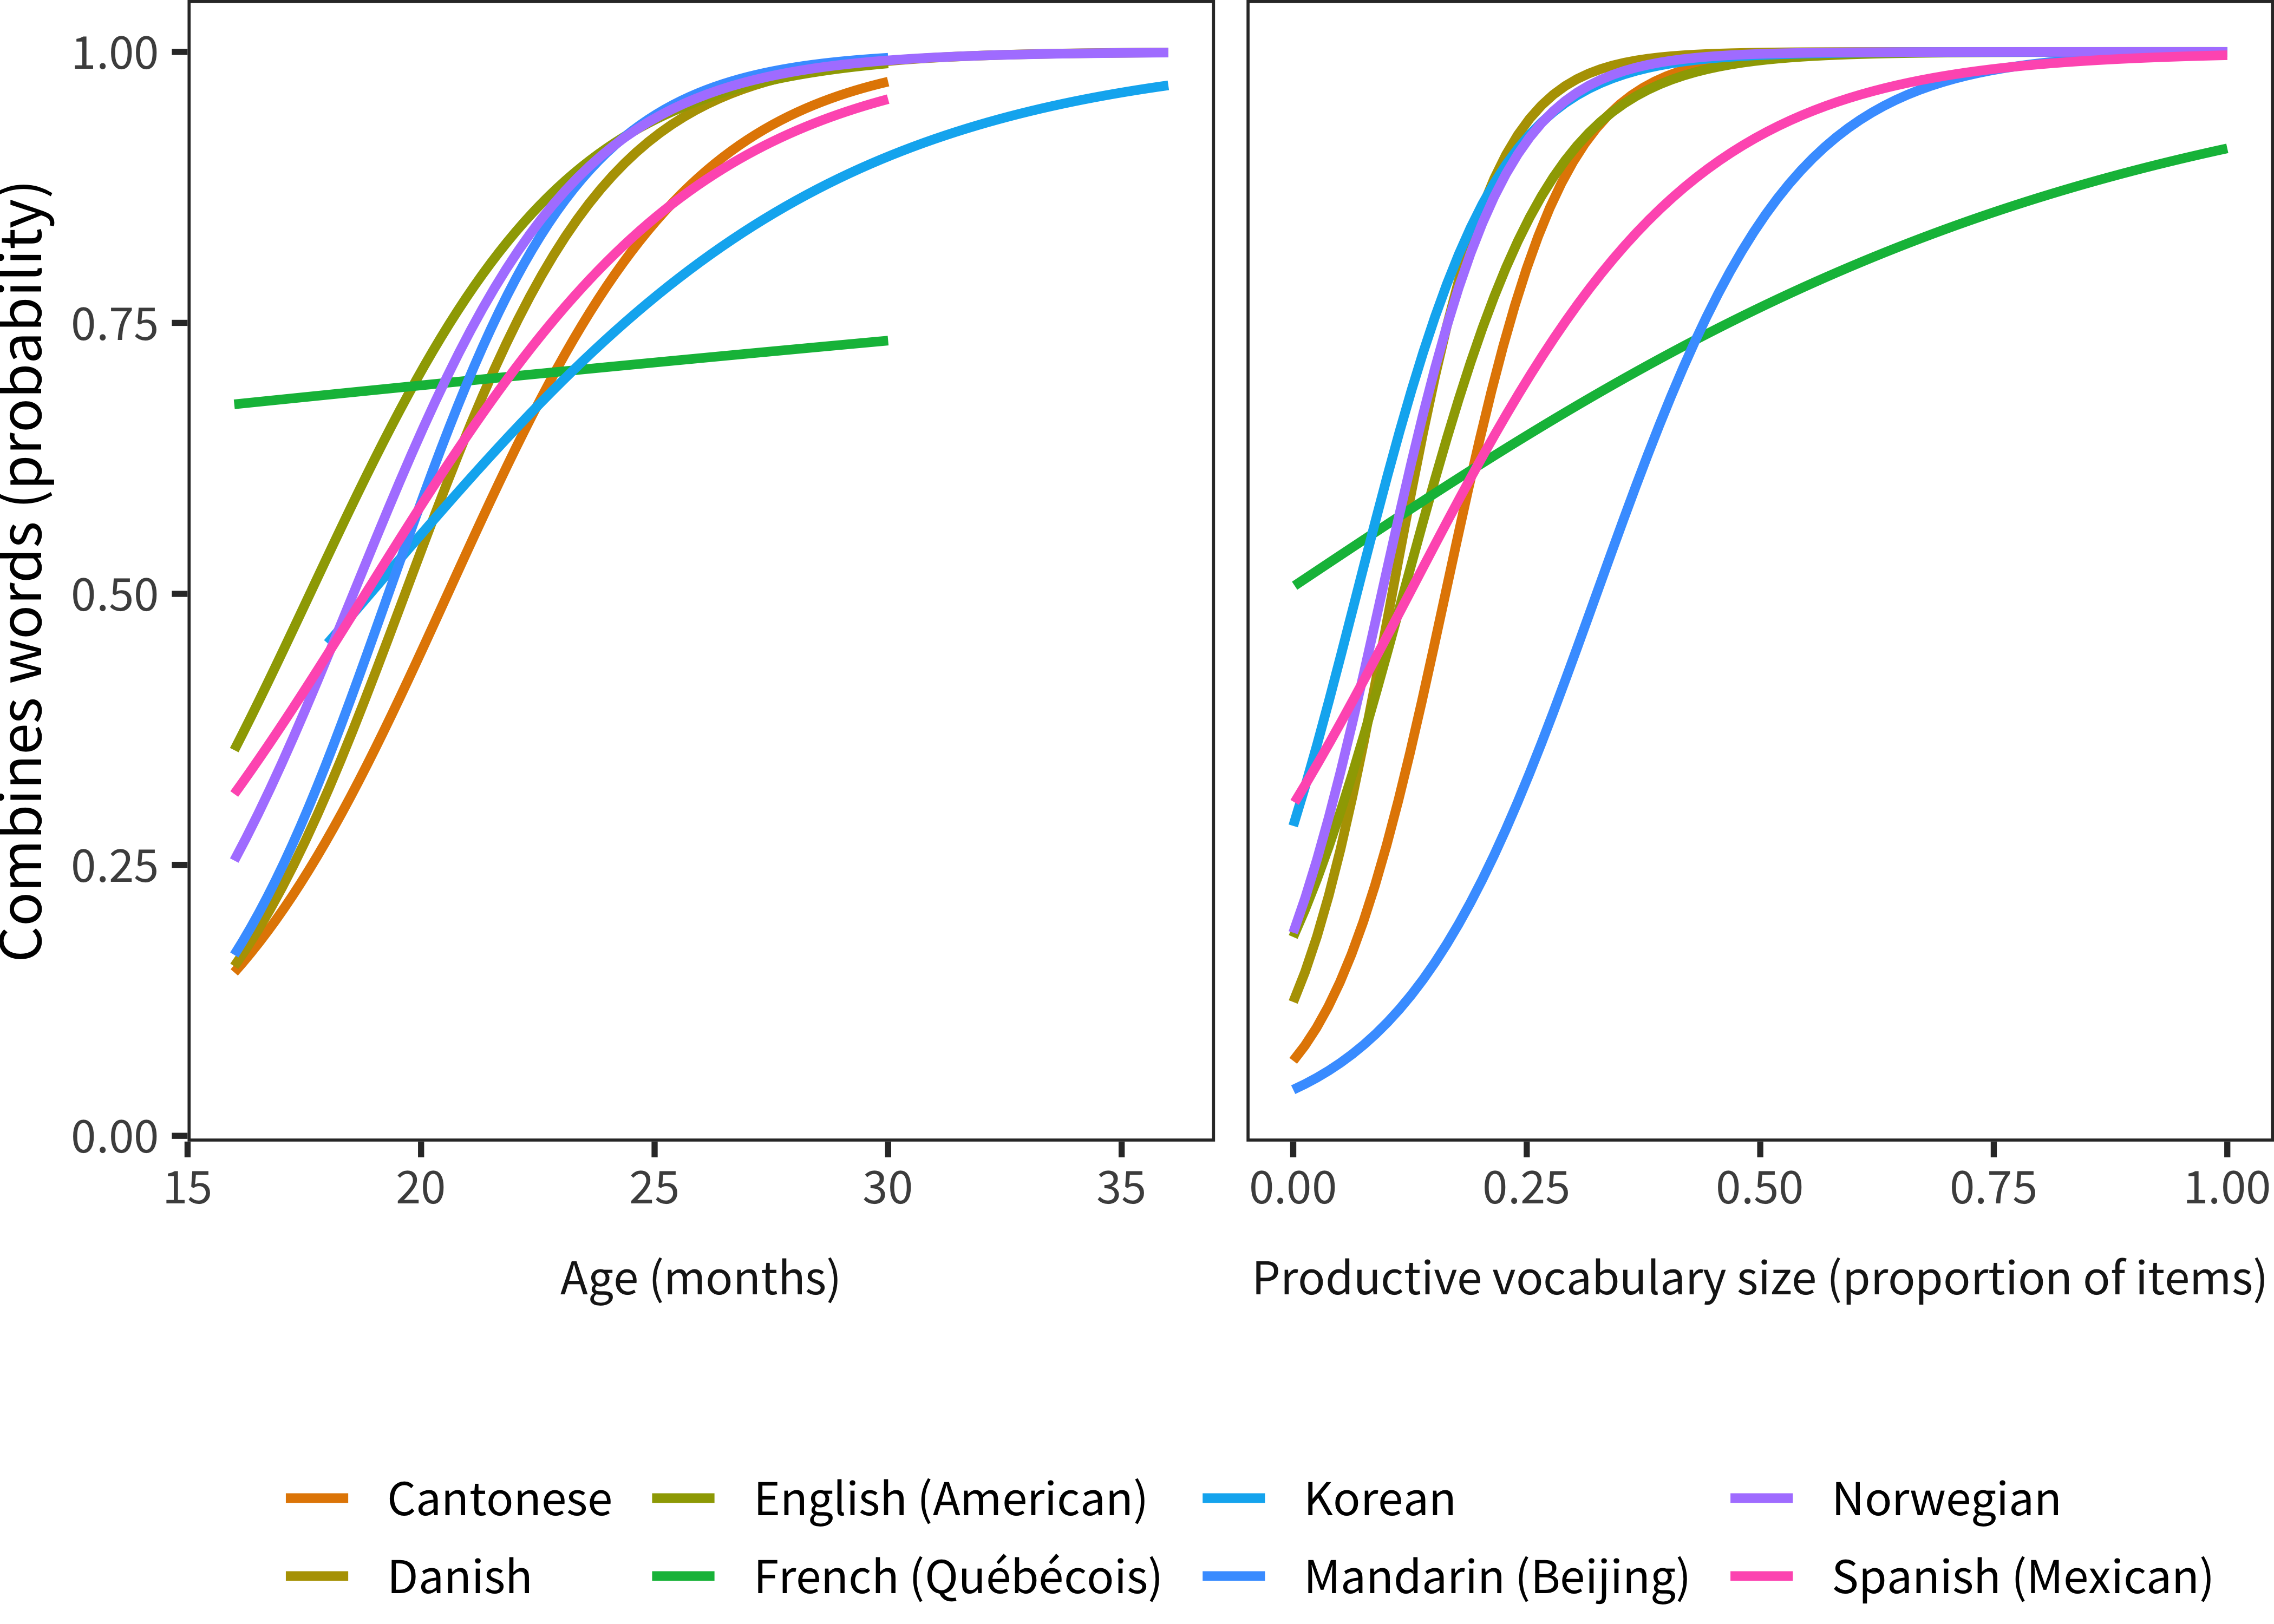 Combines words (probability)
1.00
0.75
0.50
0.25
0.00
15 20 25 30 35
0.00 0.25 0.50 0.75 1.00
Age (months)
Productive vocabulary size (proportion of items)
Cantonese English (American) Korean Norwegian
Danish French (Québécois) Mandarin (Beijing) Spanish (Mexican)